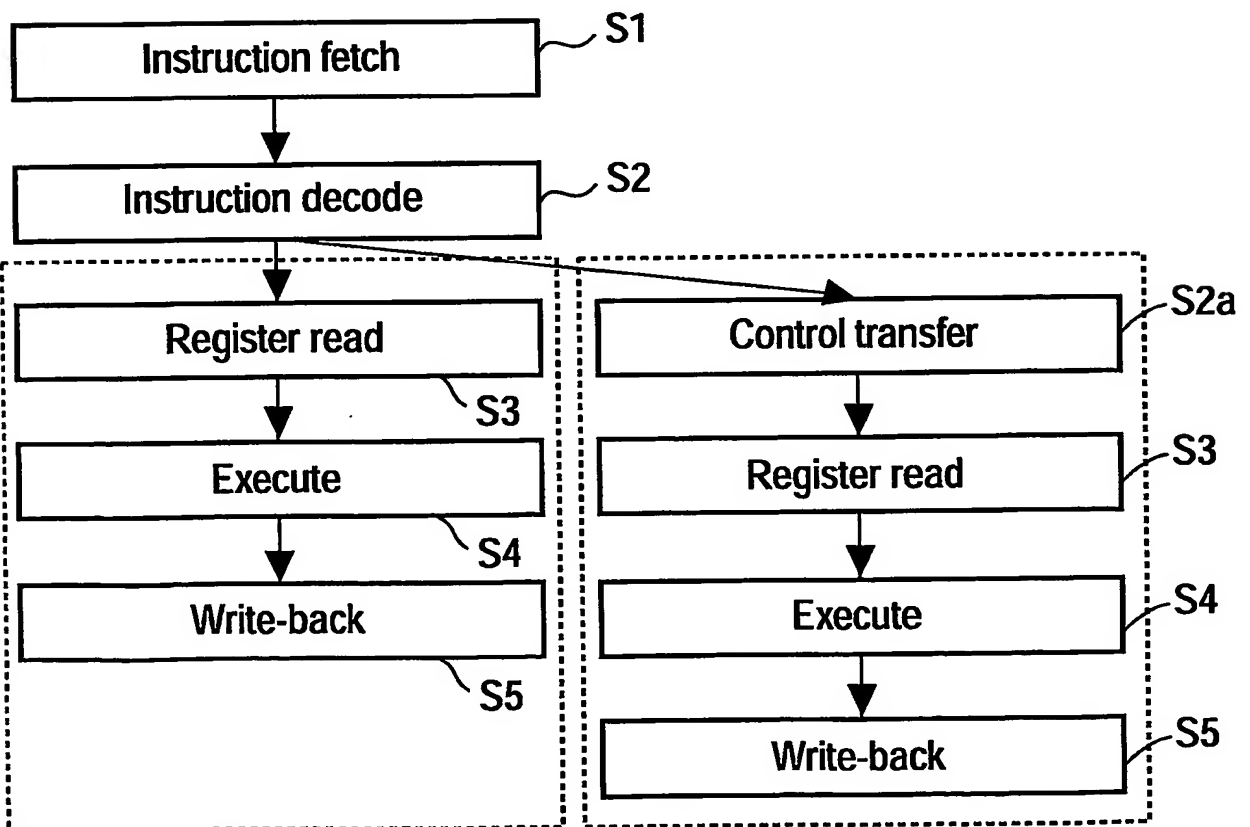 Instruction fetch
S1
Instruction decode
S2
Register read
S3
Execute
S4
Write-back
S5
Control transfer
S2a
Register read
S3
Execute
S4
Write-back
S5